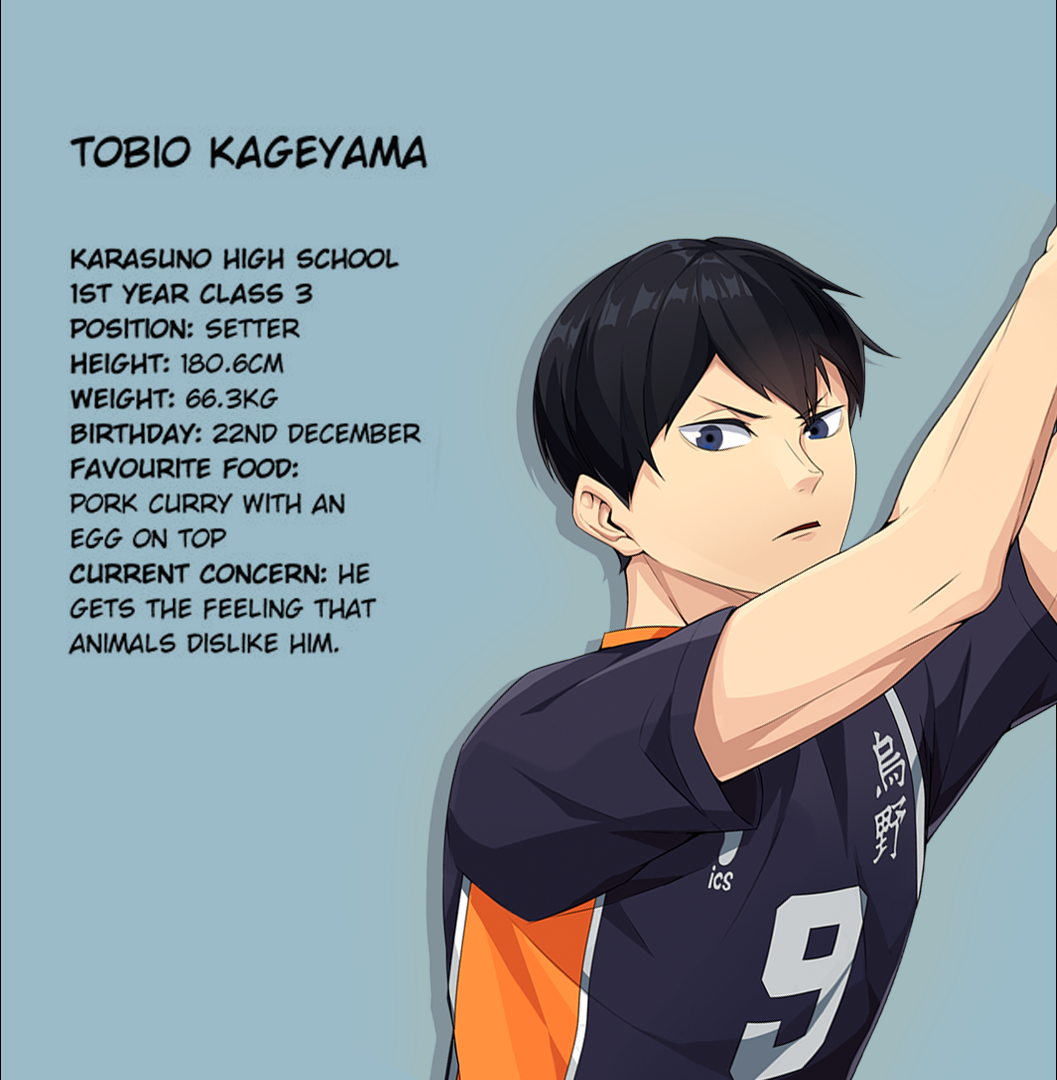 TOBIO KAGEYAMA
KARASUNO HIGH SCHOOL
1ST YEAR CLASS 3
POSITION: SETTER
HEIGHT: 180.6CM
WEIGHT: 66.3KG
BIRTHDAY: 22ND DECEMBER
FAVOURITE FOOD:
PORK CURRY WITH AN
EGG ON TOP
CURRENT CONCERN: HE
GETS THE FEELING THAT
ANIMALS DISLIKE HIM.
烏野
ics
9